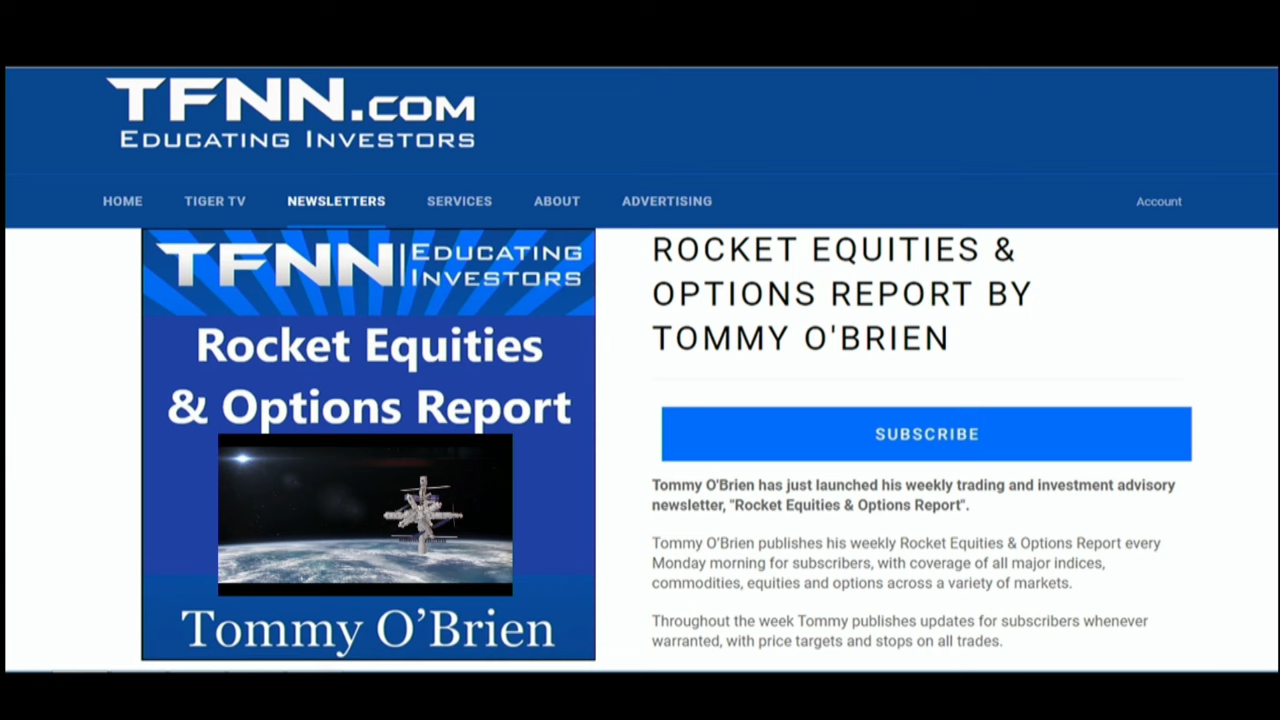 TFNN.COM
EDUCATING INVESTORS
HOME TIGER TV NEWSLETTERS SERVICES ABOUT ADVERTISING Account
TFNN EDUCATING
INVESTORS
Rocket Equities
& Options Report
Tommy O’Brien
ROCKET EQUITIES &
OPTIONS REPORT BY
TOMMY O'BRIEN
SUBSCRIBE
Tommy O'Brien has just launched his weekly trading and investment advisory
newsletter, "Rocket Equities & Options Report".
Tommy O’Brien publishes his weekly Rocket Equities & Options Report every
Monday morning for subscribers, with coverage of all major indices,
commodities, equities and options across a variety of markets.
Throughout the week Tommy publishes updates for subscribers whenever
warranted, with price targets and stops on all trades.